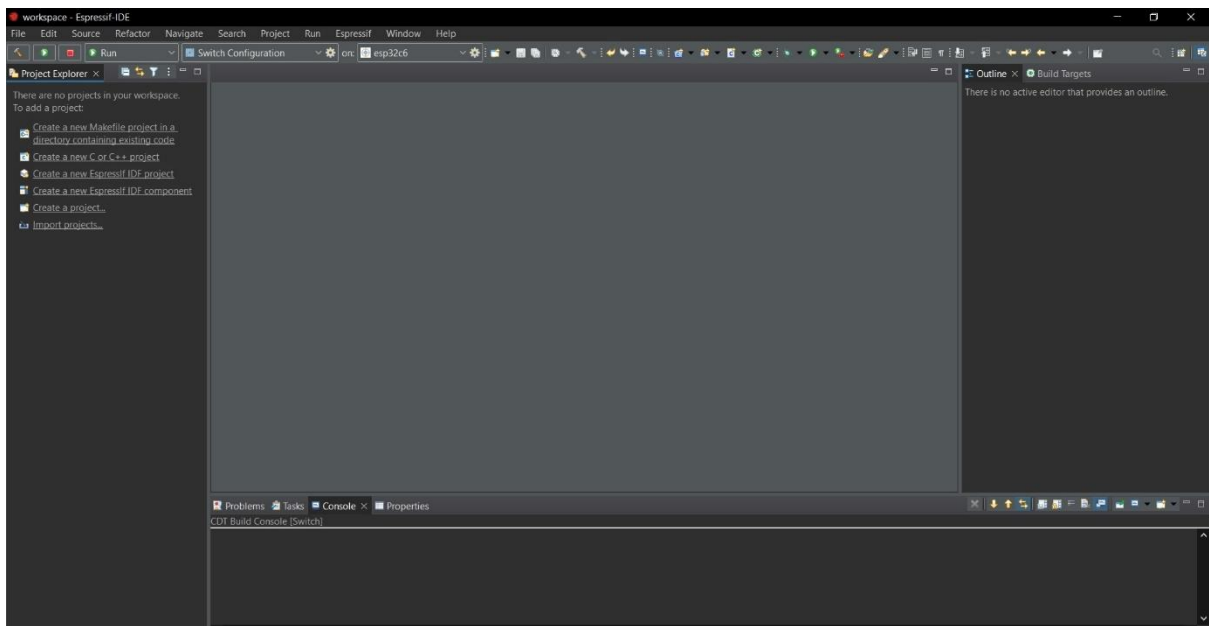 workspace - Espressif-IDE
File Edit Source Refactor Navigate Search Project Run Espressif Window Help
Run Switch Configuration on: esp32c6
Project Explorer
There are no projects in your workspace.
To add a project:
Create a new Makefile project in a
directory containing existing code
Create a new C or C++ project
Create a new Espressif IDF project
Create a new Espressif IDF component
Create a project...
Import projects...
Outline Build Targets
There is no active editor that provides an outline.
Problems Tasks Console Properties
CDT Build Console [Switch]